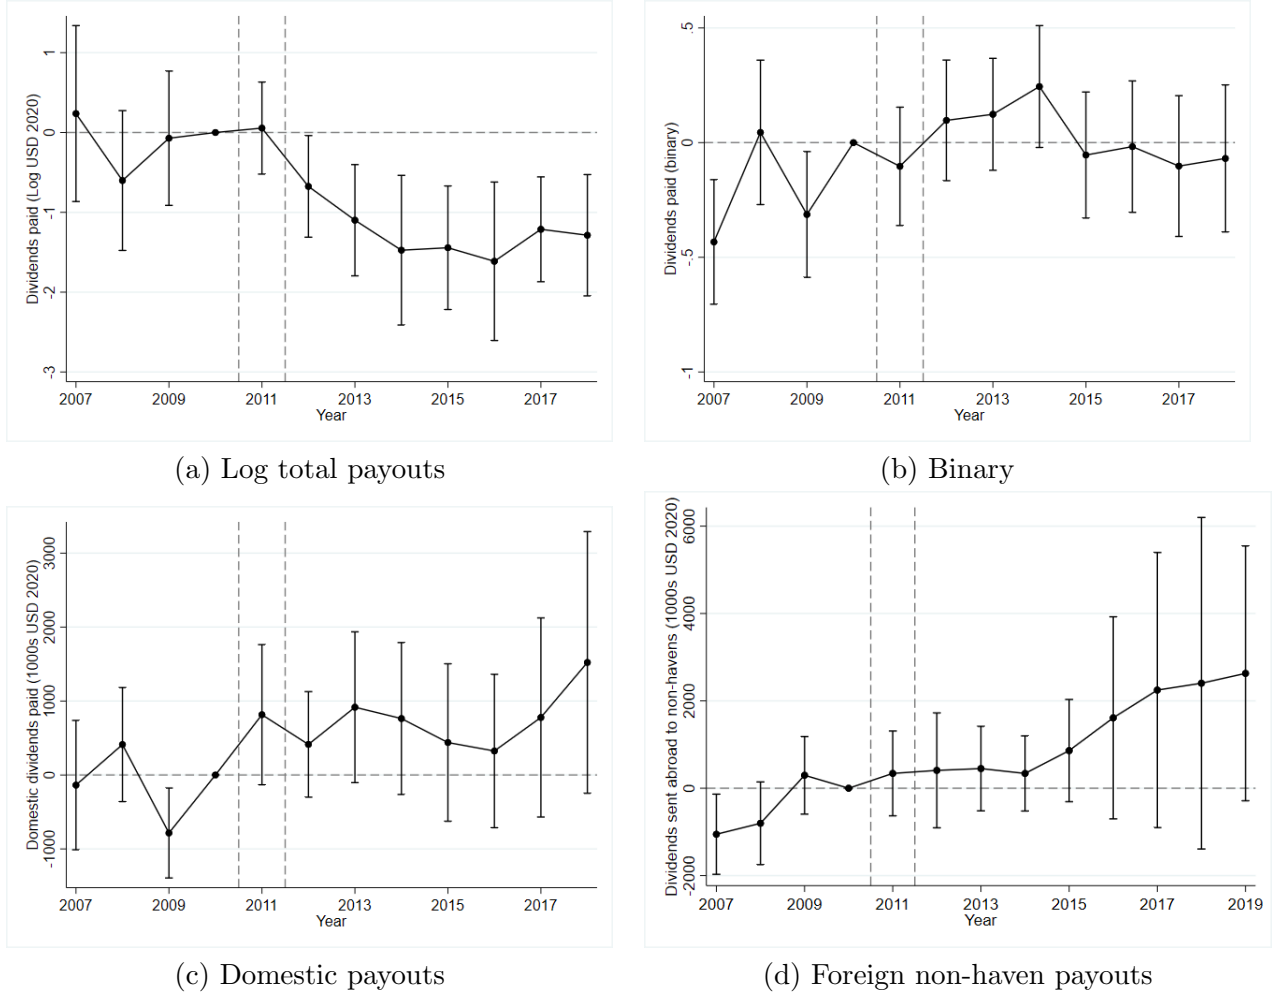 Dividends paid (Log USD 2020)
1
0
-1
-2
-3
2007 2009 2011 2013 2015 2017
Year
(a) Log total payouts
Dividends paid (binary)
.5
0
-.5
-1
2007 2009 2011 2013 2015 2017
Year
(b) Binary
Domestic dividends paid (1000s USD 2020)
3000
2000
1000
0
-1000
2007 2009 2011 2013 2015 2017
Year
(c) Domestic payouts
Dividends sent abroad to non-havens (1000s USD 2020)
6000
4000
2000
0
-2000
2007 2009 2011 2013 2015 2017 2019
Year
(d) Foreign non-haven payouts